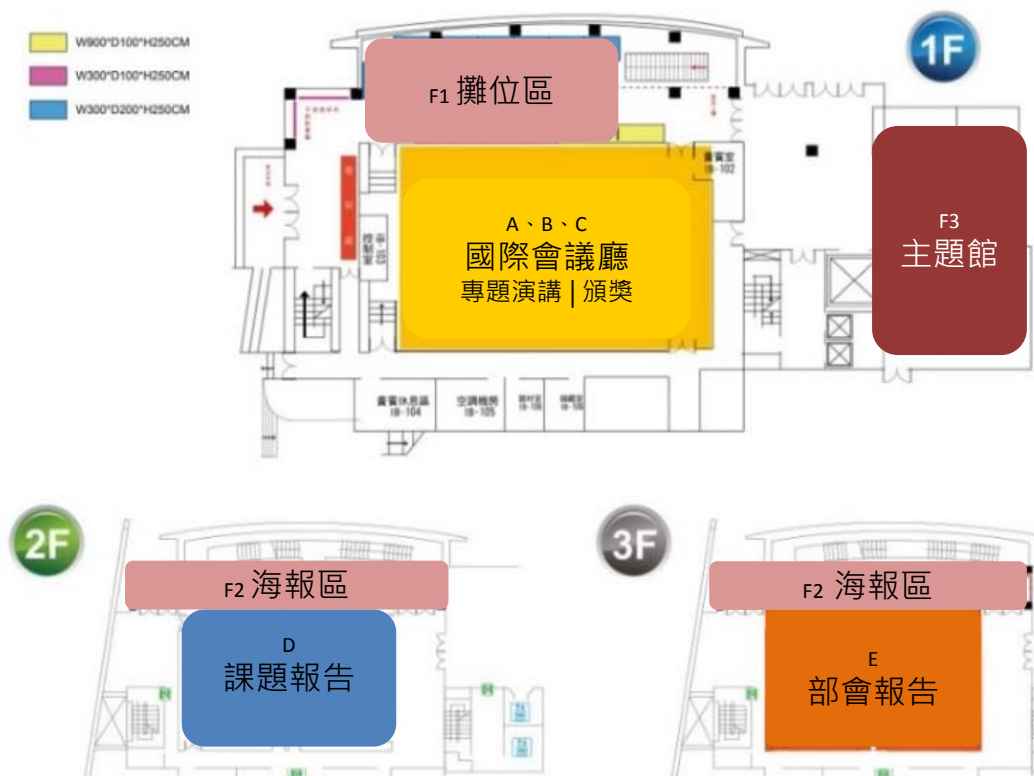 W900*D100*H250CM
W300*D100*H250CM
W300*D200*H250CM
1F
F1 攤位區
貴賓室
IB-102
F3
主題館
A、B、C
國際會議廳
專題演講 | 頒獎
IB-103
控制室
貴賓休息區
IB-104
空調機房
IB-105
2F
F2 海報區
D
課題報告
3F
F2 海報區
E
部會報告